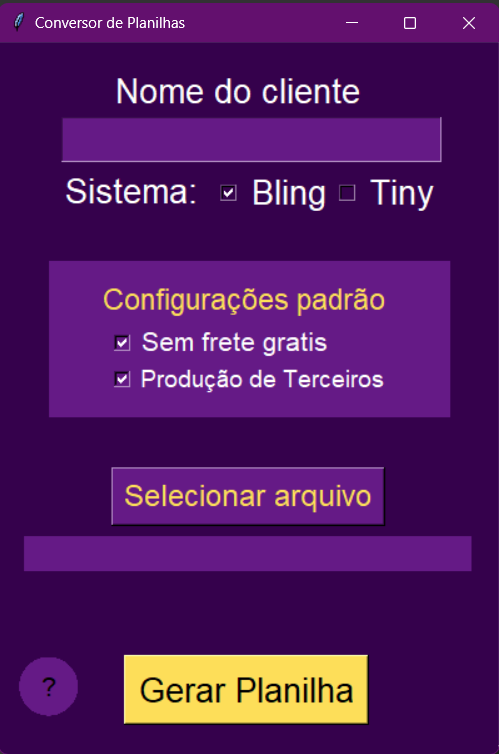 Conversor de Planilhas
Nome do cliente
Sistema: Bling Tiny
Configurações padrão
Sem frete gratis
Produção de Terceiros
Selecionar arquivo
? Gerar Planilha